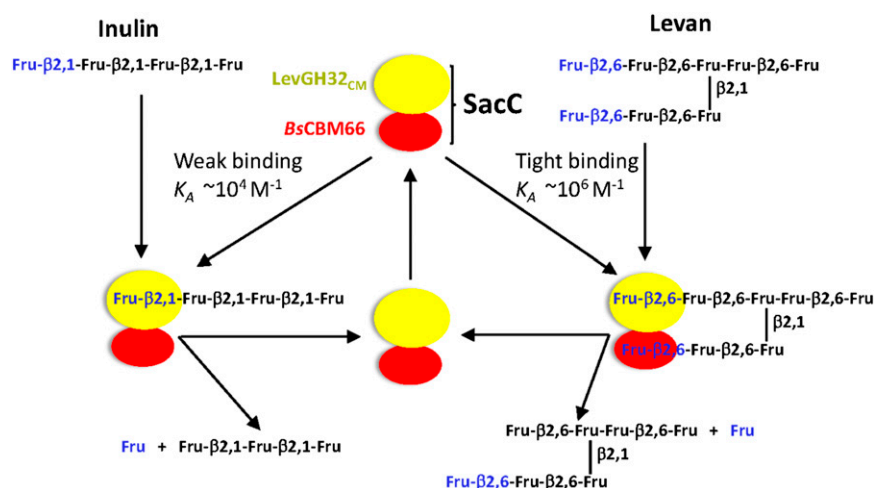 Inulin
Levan
Fru-β2,1-Fru-β2,1-Fru-β2,1-Fru
Fru-β2,6-Fru-β2,6-Fru-Fru-β2,6-Fru
β2,1
Fru-β2,6-Fru-β2,6-Fru
LevGH32CM
SacC
BsCBM66
Weak binding
KA ~10⁴ M⁻¹
Tight binding
KA ~10⁶ M⁻¹
Fru-β2,1-Fru-β2,1-Fru-β2,1-Fru
Fru-β2,6-Fru-β2,6-Fru-Fru-β2,6-Fru
β2,1
Fru-β2,6-Fru-β2,6-Fru
Fru + Fru-β2,1-Fru-β2,1-Fru
Fru-β2,6-Fru-Fru-β2,6-Fru + Fru
β2,1
Fru-β2,6-Fru-β2,6-Fru